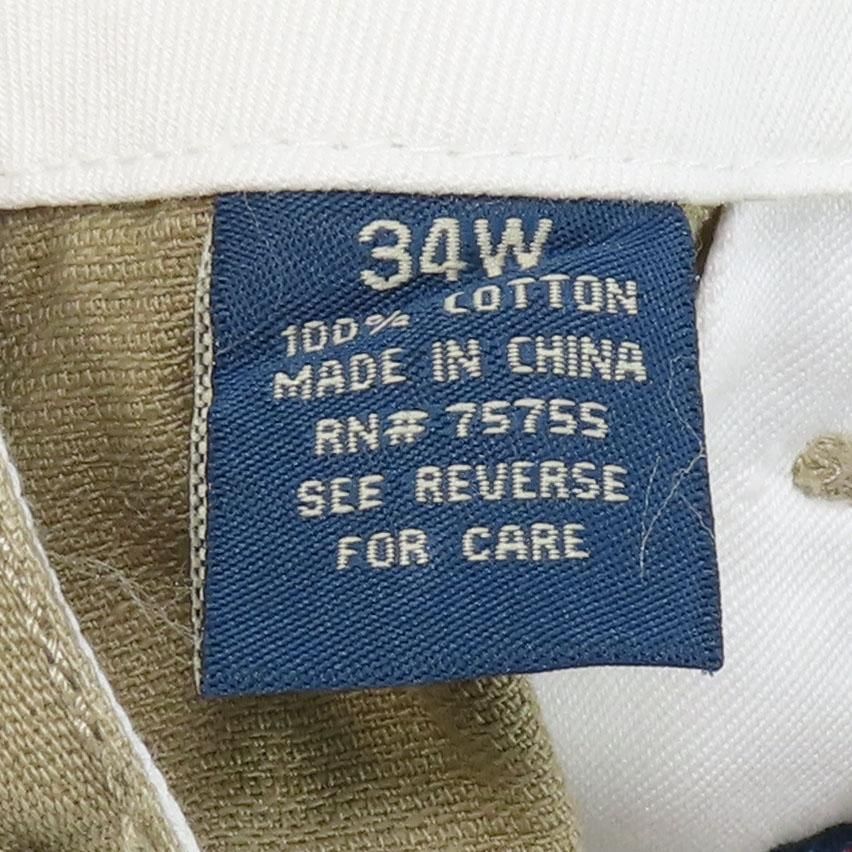 34W
100% COTTON
MADE IN CHINA
RN# 75755
SEE REVERSE
FOR CARE